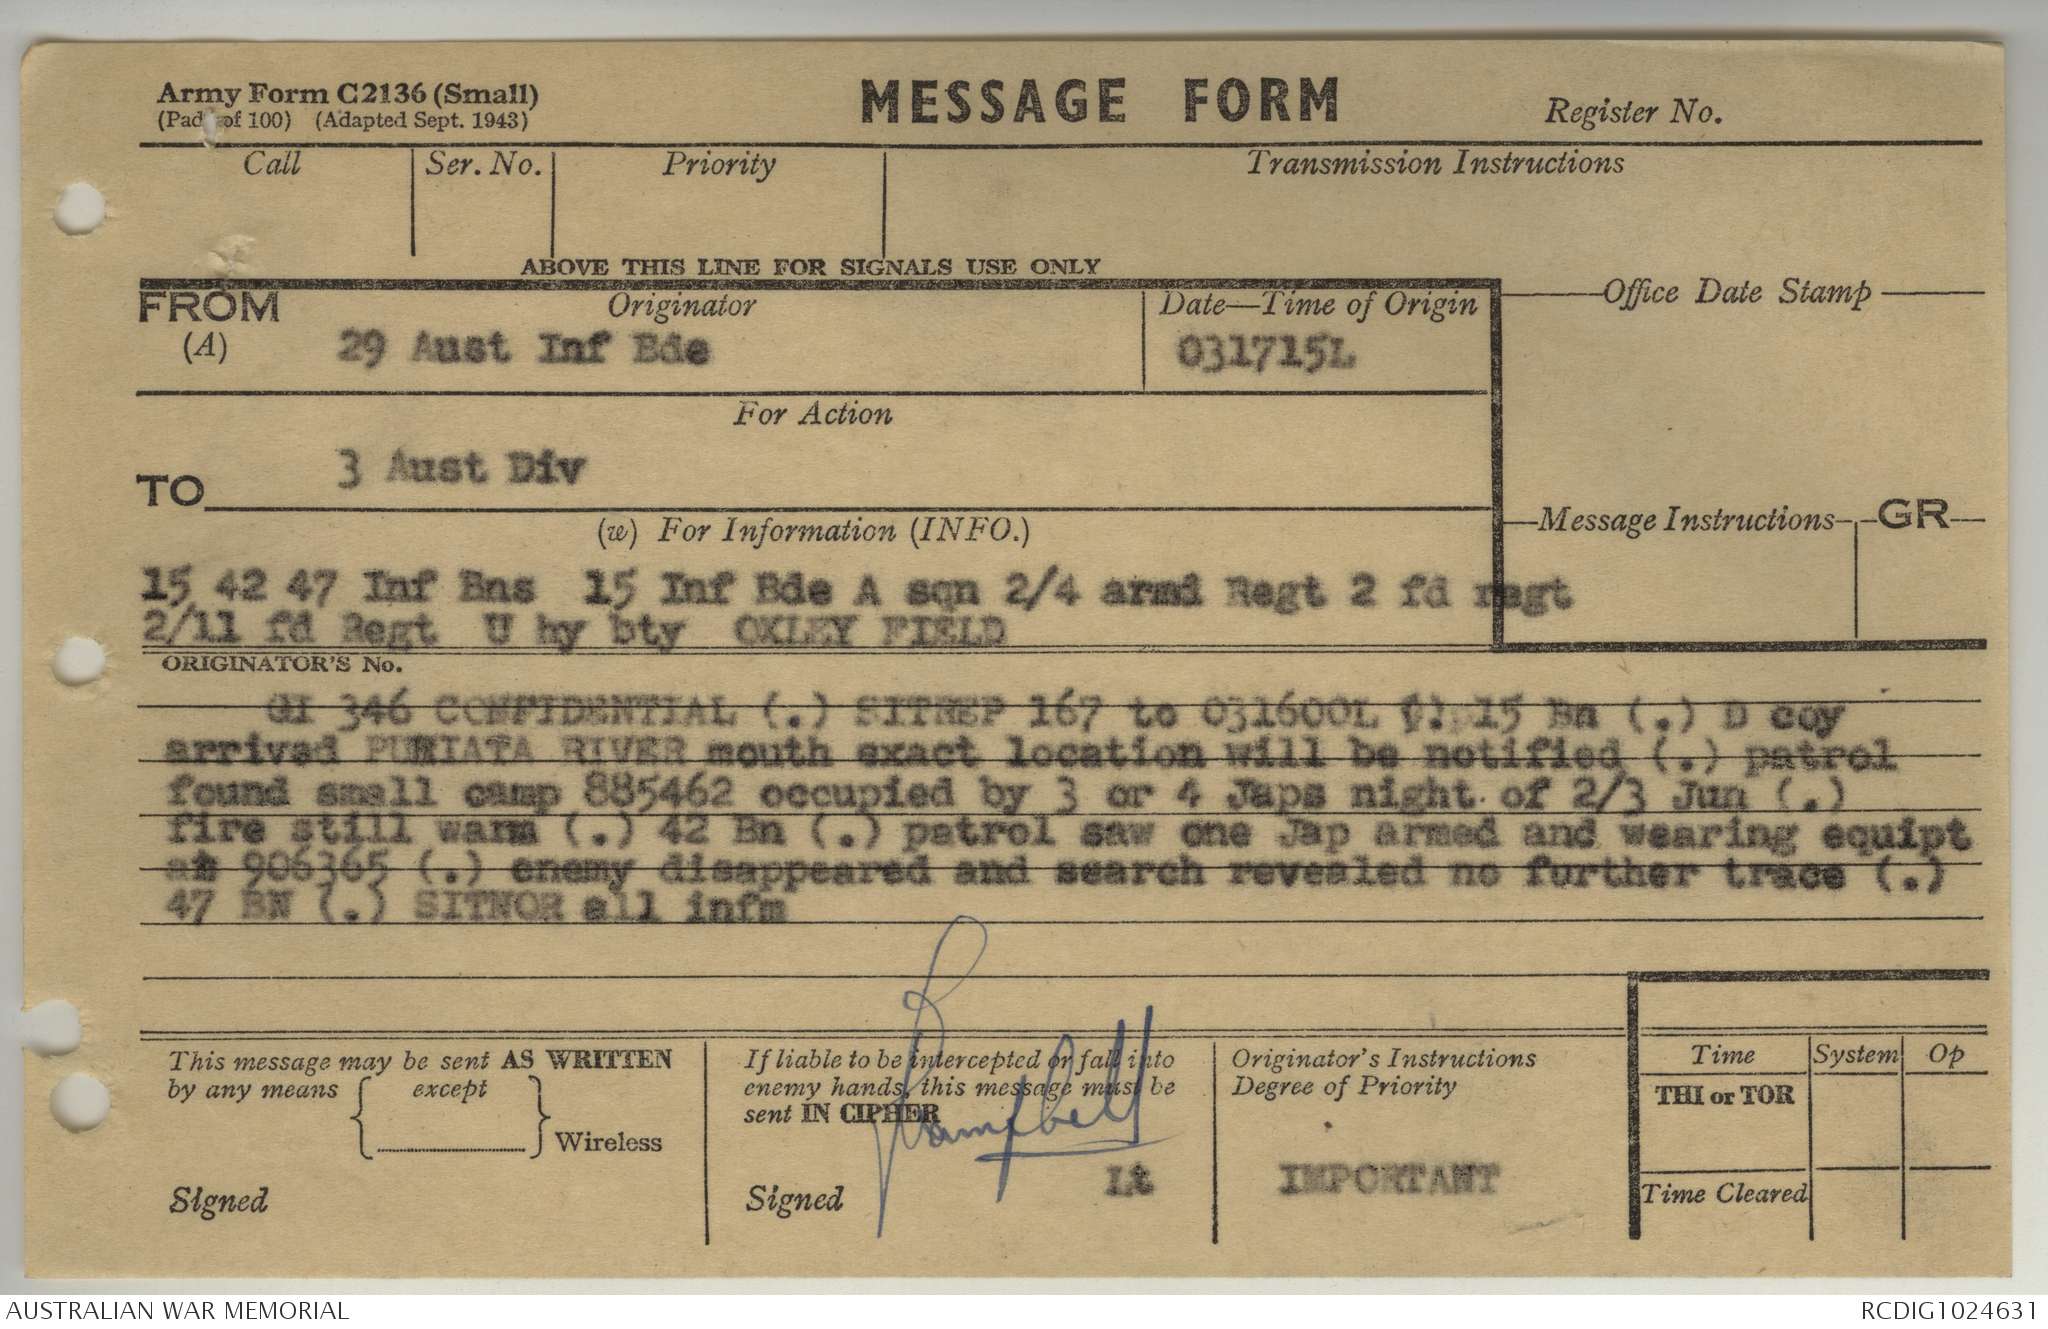 Army Form C2136 (Small)
(Pads of 100) (Adapted Sept. 1943)
MESSAGE FORM
Register No.
Call
Ser. No.
Priority
Transmission Instructions
ABOVE THIS LINE FOR SIGNALS USE ONLY
FROM
(A)
Originator
29 Aust Inf Bde
Date—Time of Origin
031715L
Office Date Stamp
For Action
TO
3 Aust Div
(w) For Information (INFO.)
Message Instructions
GR
15 42 47 Inf Bns 15 Inf Bde A sqn 2/4 armd Regt 2 fd regt
2/11 fd Regt U hy bty OXLEY FIELD
ORIGINATOR'S No.
GI 346 CONFIDENTIAL (.) SITREP 167 to 031600L (.) 15 Bn (.) D coy
arrived PURIATA RIVER mouth exact location will be notified (.) patrol
found small camp 885462 occupied by 3 or 4 Japs night of 2/3 Jun (.)
fire still warm (.) 42 Bn (.) patrol saw one Jap armed and wearing equipt
at 906365 (.) enemy disappeared and search revealed no further trace (.)
47 BN (.) SITNOR all infm
This message may be sent AS WRITTEN
by any means
except
Wireless
Signed
If liable to be intercepted or fall into
enemy hands, this message must be
sent IN CIPHER
Campbell
Lt
Signed
Originator's Instructions
Degree of Priority
IMPORTANT
Time
System
Op
THI or TOR
Time Cleared
AUSTRALIAN WAR MEMORIAL
RCDIG1024631